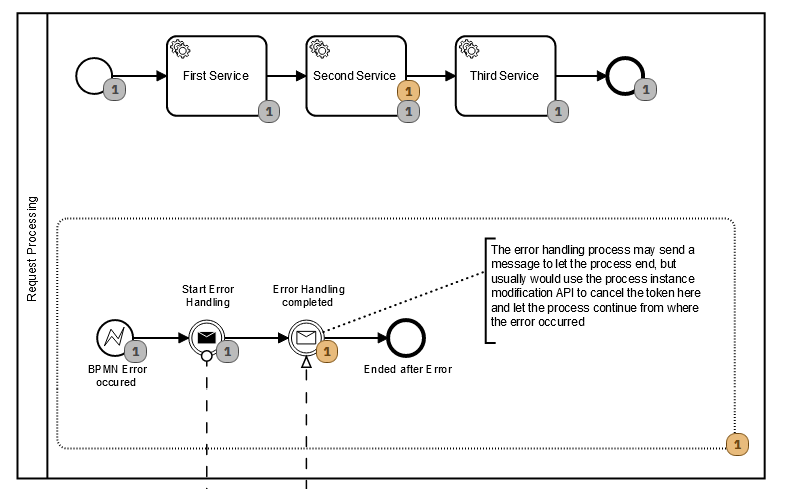 Request Processing
First Service
Second Service
Third Service
1
1
1
1
1
1
Start Error
Handling
Error Handling
completed
The error handling process may send a
message to let the process end, but
usually would use the process instance
modification API to cancel the token here
and let the process continue from where
the error occurred
1
1
1
BPMN Error
occured
Ended after Error
1